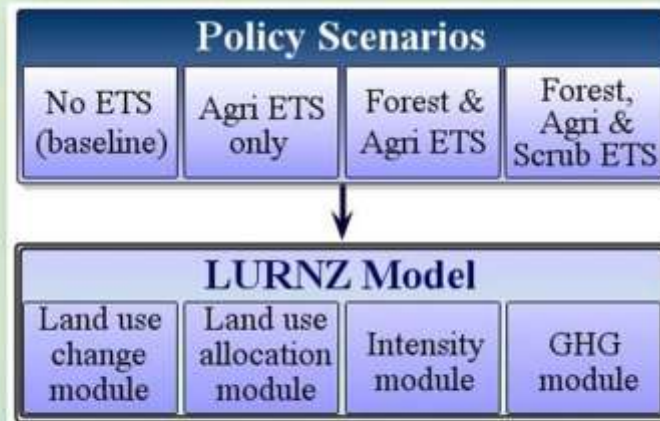 Policy Scenarios
No ETS
(baseline)
Agri ETS
only
Forest &
Agri ETS
Forest,
Agri &
Scrub ETS
LURNZ Model
Land use
change
module
Land use
allocation
module
Intensity
module
GHG
module